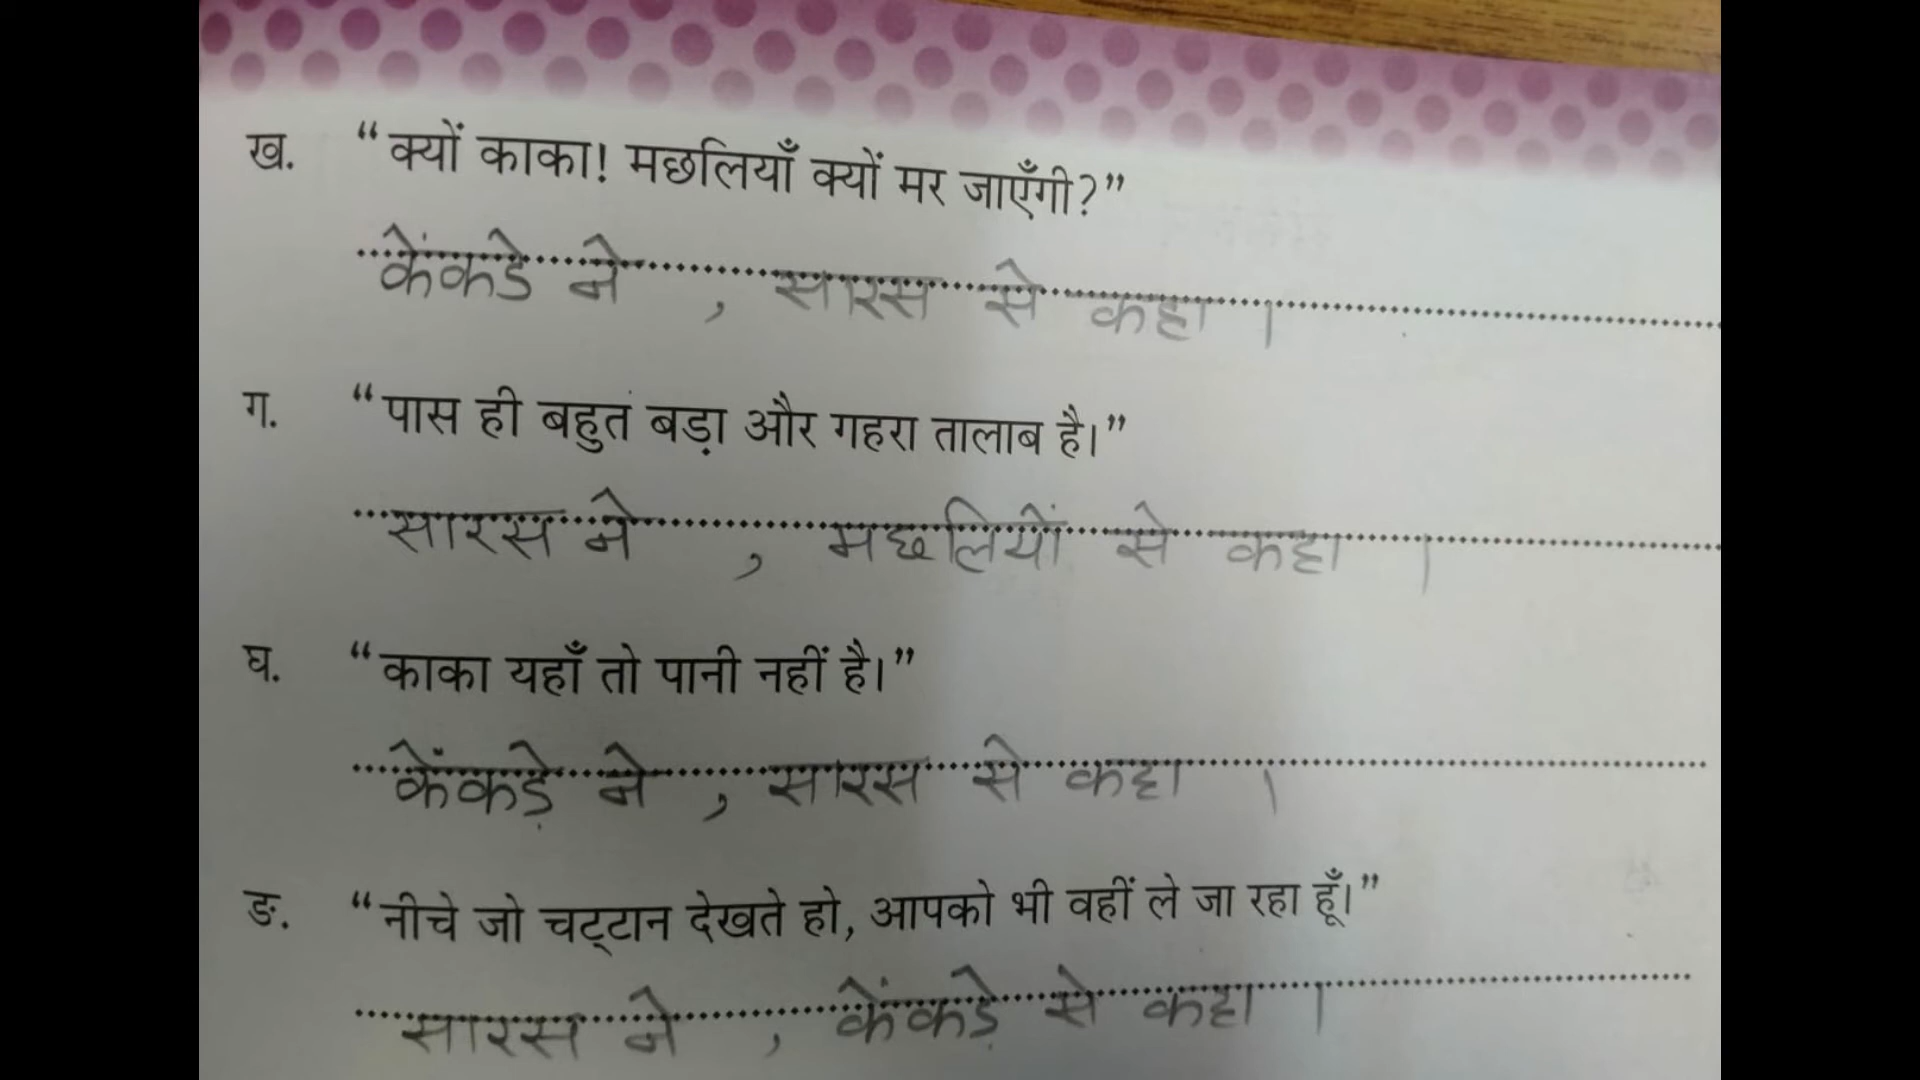 ख. “क्यों काका! मछलियाँ क्यों मर जाएँगी?”
केंकडे ने , सारस से कहा ।
ग. “पास ही बहुत बड़ा और गहरा तालाब है।”
सारस ने , मछलियों से कहा ।
घ. “काका यहाँ तो पानी नहीं है।”
केंकड़े ने , सारस से कहा ।
ङ. “नीचे जो चट्टान देखते हो, आपको भी वहीं ले जा रहा हूँ।”
सारस ने , केंकड़े से कहा ।